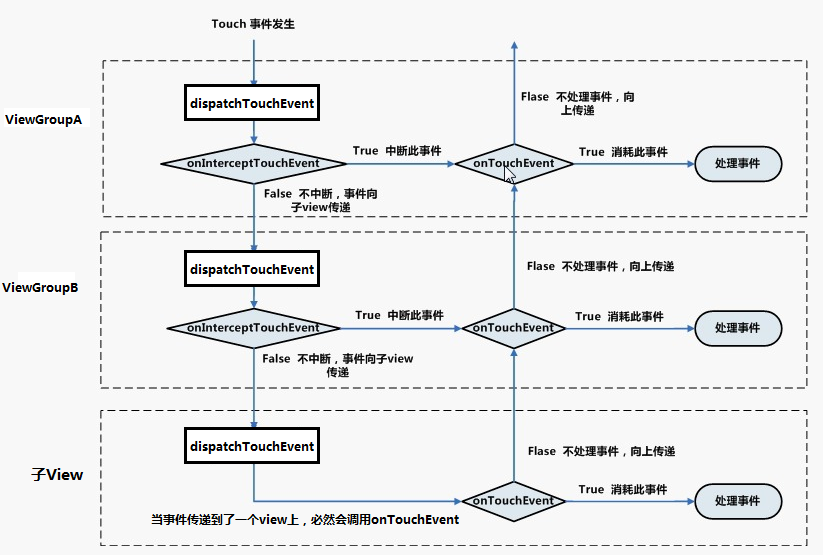 Touch 事件发生
ViewGroupA
dispatchTouchEvent
Flase 不处理事件，向
上传递
onInterceptTouchEvent
True 中断此事件
onTouchEvent
True 消耗此事件
处理事件
False 不中断，事件向
子view传递
ViewGroupB
dispatchTouchEvent
Flase 不处理事件，向上传递
onInterceptTouchEvent
True 中断此事件
onTouchEvent
True 消耗此事件
处理事件
False 不中断，事件向子view
传递
子View
dispatchTouchEvent
Flase 不处理事件，向上传递
onTouchEvent
True 消耗此事件
处理事件
当事件传递到了一个view上，必然会调用onTouchEvent